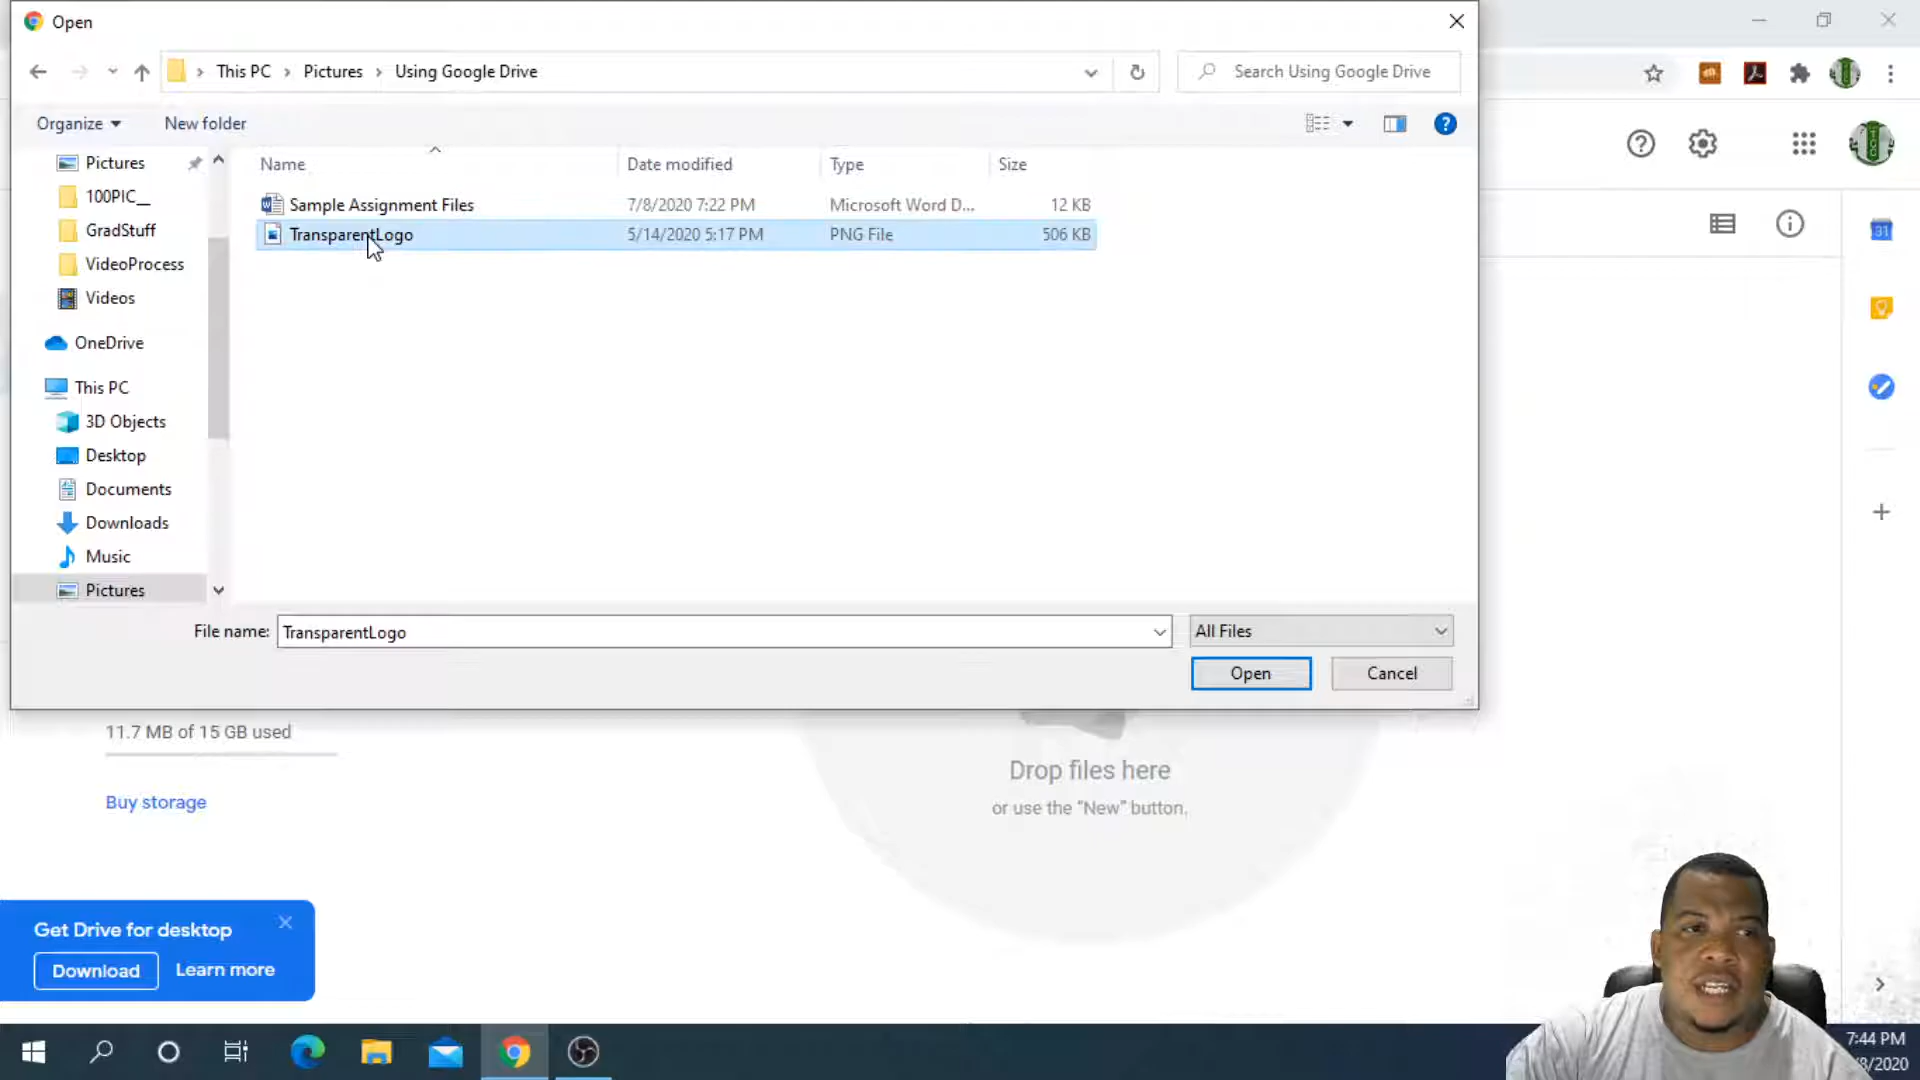 Open
This PC > Pictures > Using Google Drive
Search Using Google Drive
Organize
New folder
Name
Date modified
Type
Size
Sample Assignment Files 7/8/2020 7:22 PM Microsoft Word D... 12 KB
TransparentLogo 5/14/2020 5:17 PM PNG File 506 KB
Pictures
100PIC__
GradStuff
VideoProcess
Videos
OneDrive
This PC
3D Objects
Desktop
Documents
Downloads
Music
Pictures
File name: TransparentLogo
All Files
Open
Cancel
31
11.7 MB of 15 GB used
Buy storage
Drop files here
or use the "New" button.
Get Drive for desktop
Download
Learn more
7:44 PM
/8/2020